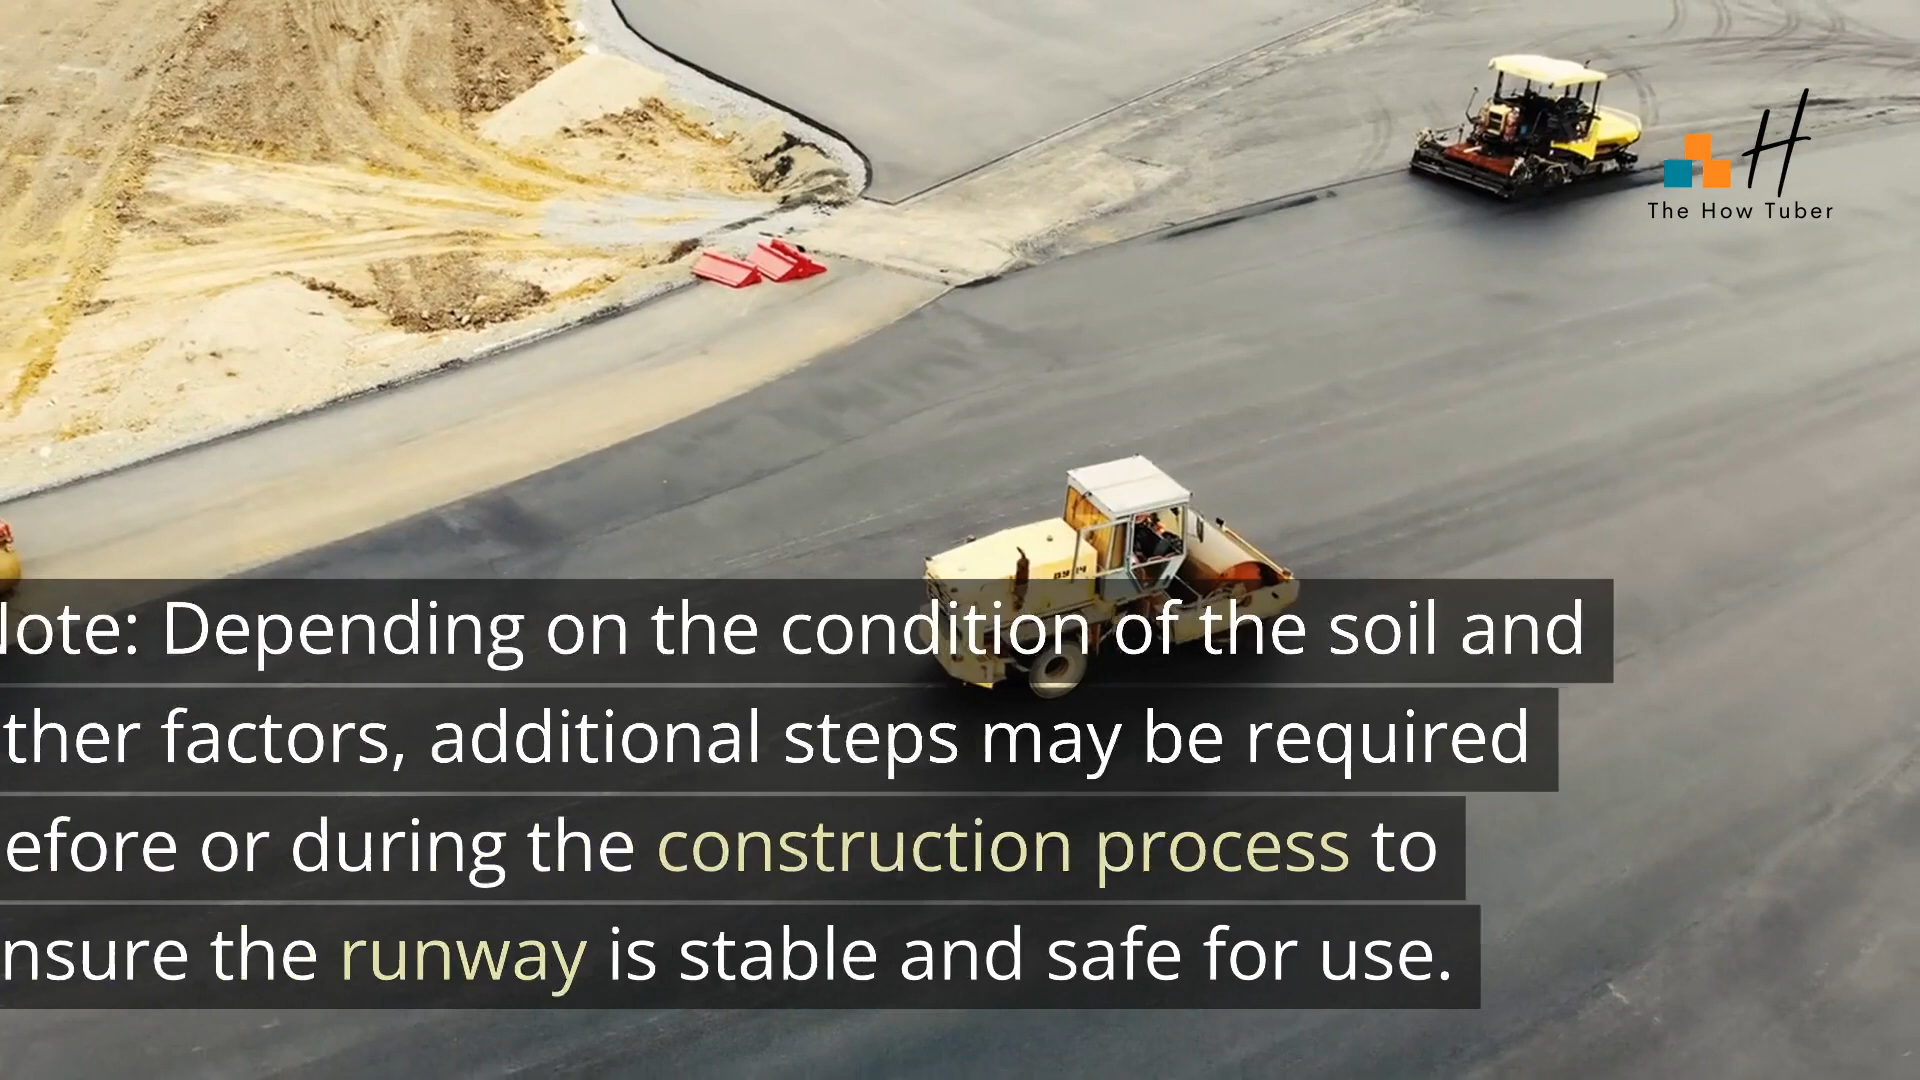 H
The How Tuber
lote: Depending on the condition of the soil and
ther factors, additional steps may be required
efore or during the construction process to
nsure the runway is stable and safe for use.